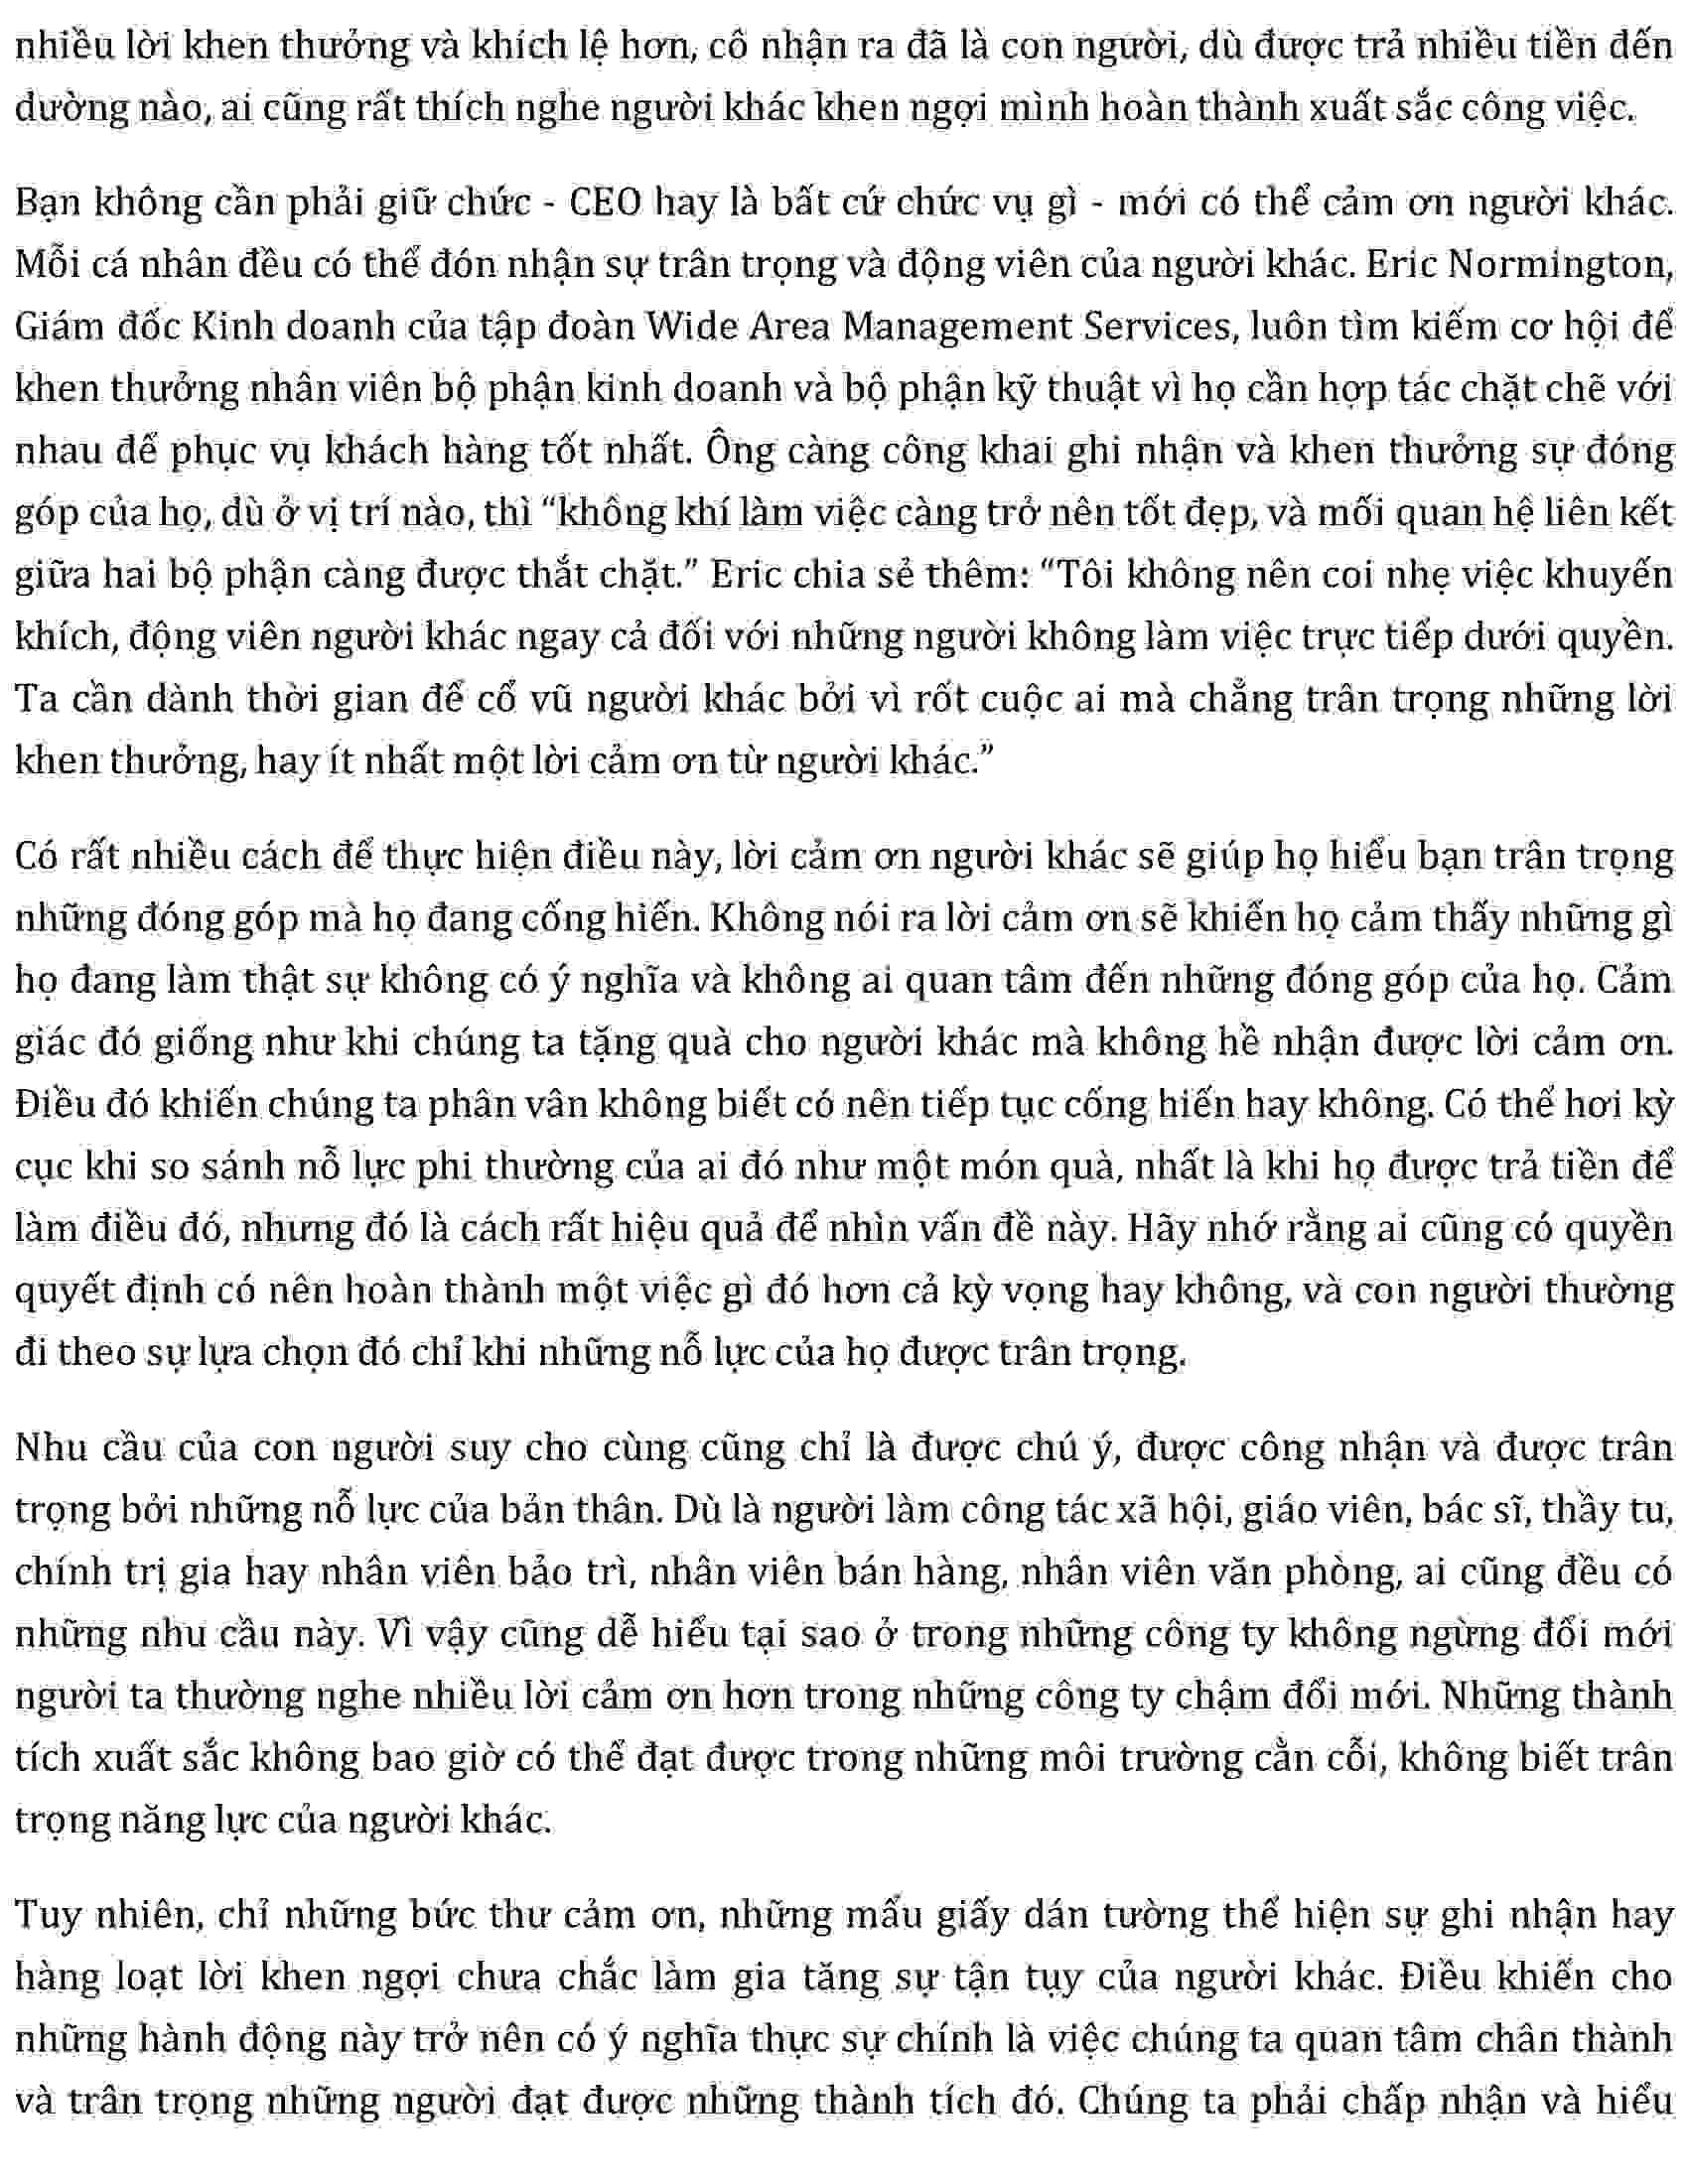 nhiều lời khen thưởng và khích lệ hơn, cô nhận ra đã là con người, dù được trả nhiều tiền đến
dường nào, ai cũng rất thích nghe người khác khen ngợi mình hoàn thành xuất sắc công việc.
Bạn không cần phải giữ chức - CEO hay là bất cứ chức vụ gì - mới có thể cảm ơn người khác.
Mỗi cá nhân đều có thể đón nhận sự trân trọng và động viên của người khác. Eric Normington,
Giám đốc Kinh doanh của tập đoàn Wide Area Management Services, luôn tìm kiếm cơ hội để
khen thưởng nhân viên bộ phận kinh doanh và bộ phận kỹ thuật vì họ cần hợp tác chặt chẽ với
nhau để phục vụ khách hàng tốt nhất. Ông càng công khai ghi nhận và khen thưởng sự đóng
góp của họ, dù ở vị trí nào, thì “không khí làm việc càng trở nên tốt đẹp, và mối quan hệ liên kết
giữa hai bộ phận càng được thắt chặt.” Eric chia sẻ thêm: “Tôi không nên coi nhẹ việc khuyến
khích, động viên người khác ngay cả đối với những người không làm việc trực tiếp dưới quyền.
Ta cần dành thời gian để cổ vũ người khác bởi vì rốt cuộc ai mà chẳng trân trọng những lời
khen thưởng, hay ít nhất một lời cảm ơn từ người khác.”
Có rất nhiều cách để thực hiện điều này, lời cảm ơn người khác sẽ giúp họ hiểu bạn trân trọng
những đóng góp mà họ đang cống hiến. Không nói ra lời cảm ơn sẽ khiến họ cảm thấy những gì
họ đang làm thật sự không có ý nghĩa và không ai quan tâm đến những đóng góp của họ. Cảm
giác đó giống như khi chúng ta tặng quà cho người khác mà không hề nhận được lời cảm ơn.
Điều đó khiến chúng ta phân vân không biết có nên tiếp tục cống hiến hay không. Có thể hơi kỳ
cục khi so sánh nỗ lực phi thường của ai đó như một món quà, nhất là khi họ được trả tiền để
làm điều đó, nhưng đó là cách rất hiệu quả để nhìn vấn đề này. Hãy nhớ rằng ai cũng có quyền
quyết định có nên hoàn thành một việc gì đó hơn cả kỳ vọng hay không, và con người thường
đi theo sự lựa chọn đó chỉ khi những nỗ lực của họ được trân trọng.
Nhu cầu của con người suy cho cùng cũng chỉ là được chú ý, được công nhận và được trân
trọng bởi những nỗ lực của bản thân. Dù là người làm công tác xã hội, giáo viên, bác sĩ, thầy tu,
chính trị gia hay nhân viên bảo trì, nhân viên bán hàng, nhân viên văn phòng, ai cũng đều có
những nhu cầu này. Vì vậy cũng dễ hiểu tại sao ở trong những công ty không ngừng đổi mới
người ta thường nghe nhiều lời cảm ơn hơn trong những công ty chậm đổi mới. Những thành
tích xuất sắc không bao giờ có thể đạt được trong những môi trường cằn cỗi, không biết trân
trọng năng lực của người khác.
Tuy nhiên, chỉ những bức thư cảm ơn, những mẩu giấy dán tường thể hiện sự ghi nhận hay
hàng loạt lời khen ngợi chưa chắc làm gia tăng sự tận tụy của người khác. Điều khiến cho
những hành động này trở nên có ý nghĩa thực sự chính là việc chúng ta quan tâm chân thành
và trân trọng những người đạt được những thành tích đó. Chúng ta phải chấp nhận và hiểu